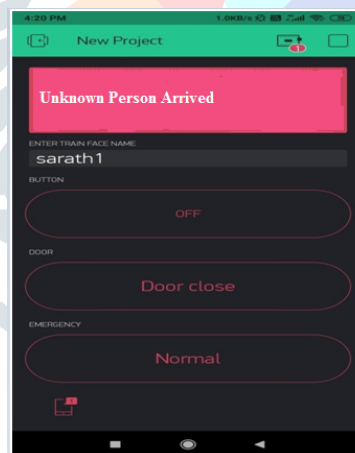 4:20 PM 1.0KB/s
New Project
1
Unknown Person Arrived
ENTER TRAIN FACE NAME
sarath1
BUTTON
OFF
DOOR
Door close
EMERGENCY
Normal